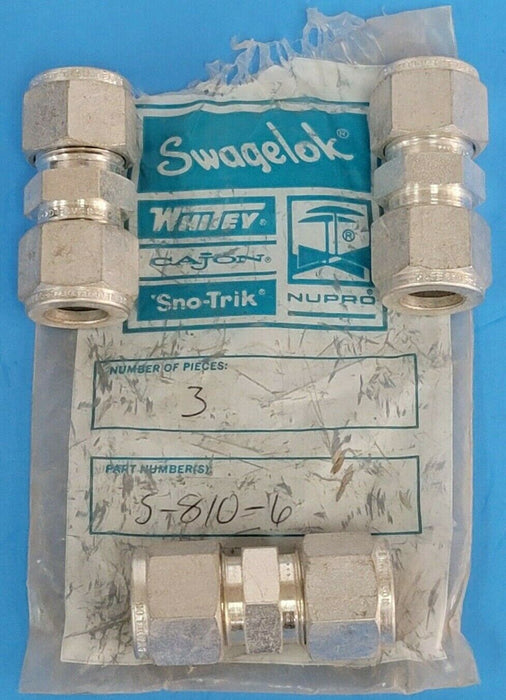 Swagelok®
WHITEY®
CAJON®
Sno-Trik®
®
NUPRO®
NUMBER OF PIECES:
3
PART NUMBER(S)
S-810-6